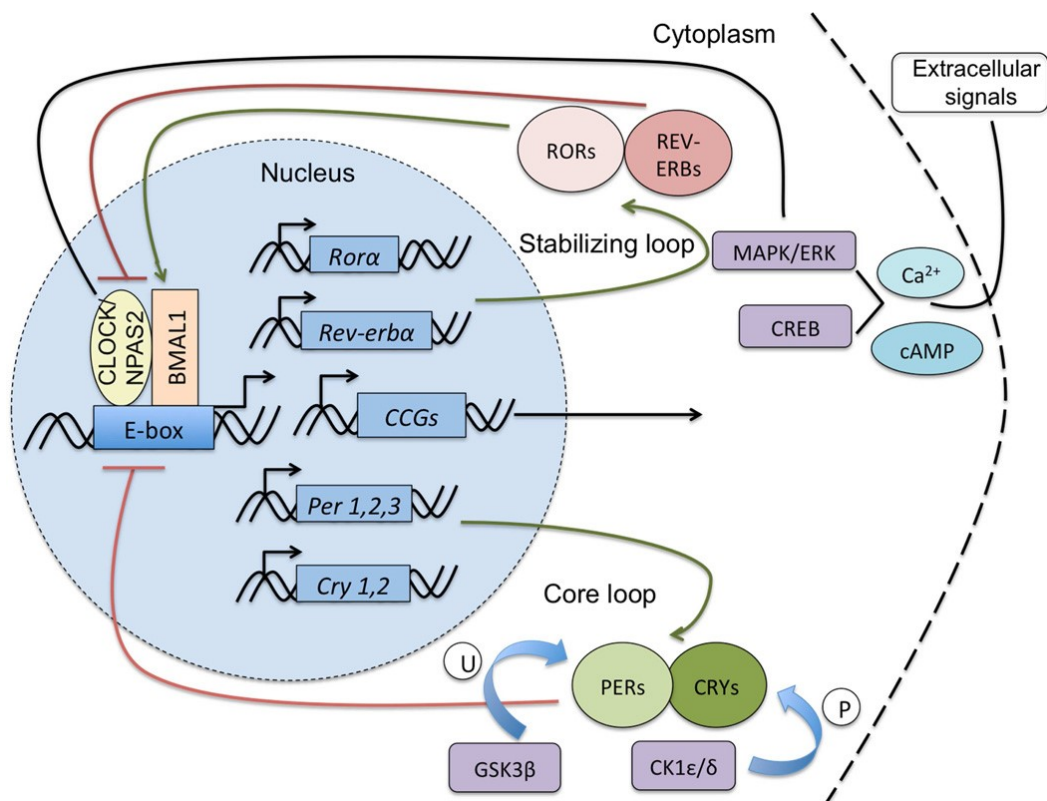 Cytoplasm
Extracellular
signals
RORs
REV-
ERBs
Nucleus
Stabilizing loop
MAPK/ERK
Ca²⁺
CREB
cAMP
Rorα
Rev-erbα
CLOCK/
NPAS2
BMAL1
E-box
CCGs
Per 1,2,3
Cry 1,2
Core loop
U
PERs
CRYs
P
GSK3β
CK1ε/δ